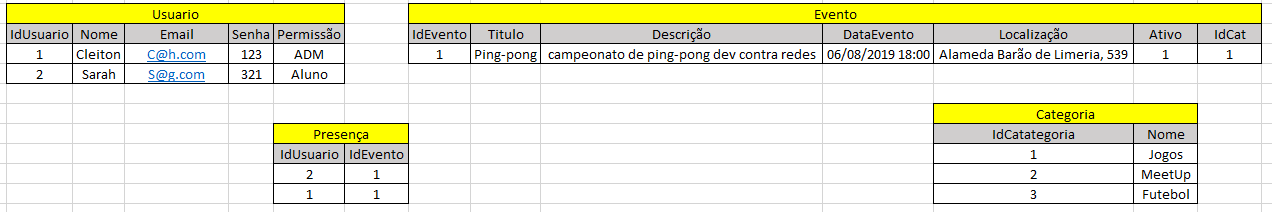 Usuario
IdUsuario Nome Email Senha Permissão
1 Cleiton C@h.com 123 ADM
2 Sarah S@g.com 321 Aluno
Evento
IdEvento Titulo Descrição DataEvento Localização Ativo IdCat
1 Ping-pong campeonato de ping-pong dev contra redes 06/08/2019 18:00 Alameda Barão de Limeria, 539 1 1
Presença
IdUsuario IdEvento
2 1
1 1
Categoria
IdCatategoria Nome
1 Jogos
2 MeetUp
3 Futebol